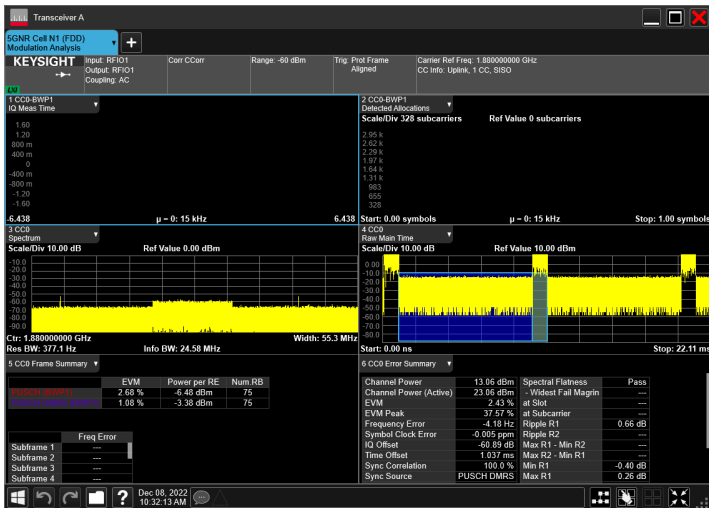 Transceiver A
5GNR Cell N1 (FDD)
Modulation Analysis
KEYSIGHT
LXI
Input: RFIO1
Output: RFIO1
Coupling: AC
Corr CCorr
Range: -60 dBm
Trig: Prot Frame
Aligned
Carrier Ref Freq: 1.880000000 GHz
CC Info: Uplink, 1 CC, SISO
1 CC0-BWP1
IQ Meas Time
1.60
1.20
800 m
400 m
0
-400 m
-800 m
-1.20
-1.60
-6.438 µ = 0: 15 kHz 6.438
2 CC0-BWP1
Detected Allocations
Scale/Div 328 subcarriers Ref Value 0 subcarriers
2.95 k
2.62 k
2.29 k
1.97 k
1.64 k
1.31 k
983
655
328
Start: 0.00 symbols µ = 0: 15 kHz Stop: 1.00 symbols
3 CC0
Spectrum
Scale/Div 10.00 dB Ref Value 0.00 dBm
-10.0
-20.0
-30.0
-40.0
-50.0
-60.0
-70.0
-80.0
-90.0
Ctr: 1.880000000 GHz Width: 55.3 MHz
Res BW: 377.1 Hz Info BW: 24.58 MHz
4 CC0
Raw Main Time
Scale/Div 10.00 dB Ref Value 10.00 dBm
0.00
-10.0
-20.0
-30.0
-40.0
-50.0
-60.0
-70.0
-80.0
Start: 0.00 ns Stop: 22.11 ms
5 CC0 Frame Summary
EVM Power per RE Num.RB
PUSCH (BWP1) 2.68 % -6.48 dBm 75
1.08 % -3.38 dBm 75
Freq Error
Subframe 1 ---
Subframe 2 ---
Subframe 3 ---
Subframe 4 ---
6 CC0 Error Summary
Channel Power 13.06 dBm Spectral Flatness Pass
Channel Power (Active) 23.06 dBm - Widest Fail Magrin ---
EVM 2.43 % at Slot ---
EVM Peak 37.57 % at Subcarrier ---
Frequency Error -4.18 Hz Ripple R1 0.66 dB
Symbol Clock Error -0.005 ppm Ripple R2 ---
IQ Offset -60.89 dB Max R1 - Min R2 ---
Time Offset 1.037 ms Max R2 - Min R1 ---
Sync Correlation 100.0 % Min R1 -0.40 dB
Sync Source PUSCH DMRS Max R1 0.26 dB
Dec 08, 2022
10:32:13 AM